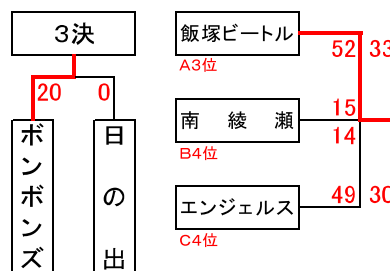 3決
20 0
ボンボンズ
日の出
飯塚ビートル
A3位
52 33
南綾瀬
B4位
15
14
エンジェルス
C4位
49 30